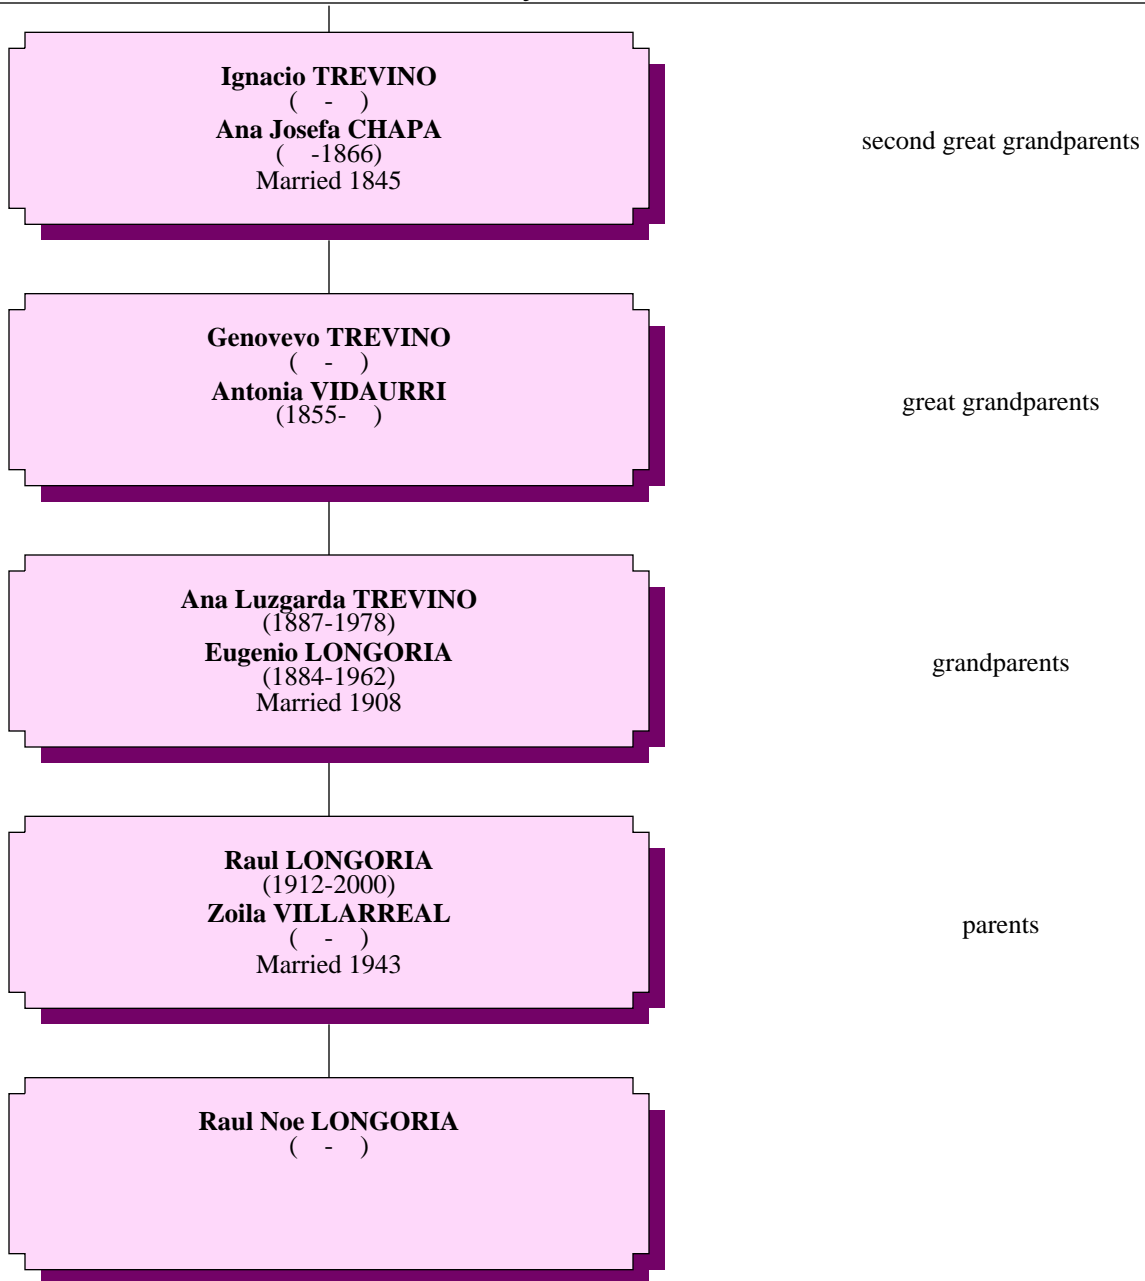 Ignacio TREVINO
(    -    )
Ana Josefa CHAPA
(    -1866)
Married 1845
second great grandparents
Genovevo TREVINO
(    -    )
Antonia VIDAURRI
(1855-    )
great grandparents
Ana Luzgarda TREVINO
(1887-1978)
Eugenio LONGORIA
(1884-1962)
Married 1908
grandparents
Raul LONGORIA
(1912-2000)
Zoila VILLARREAL
(    -    )
Married 1943
parents
Raul Noe LONGORIA
(    -    )